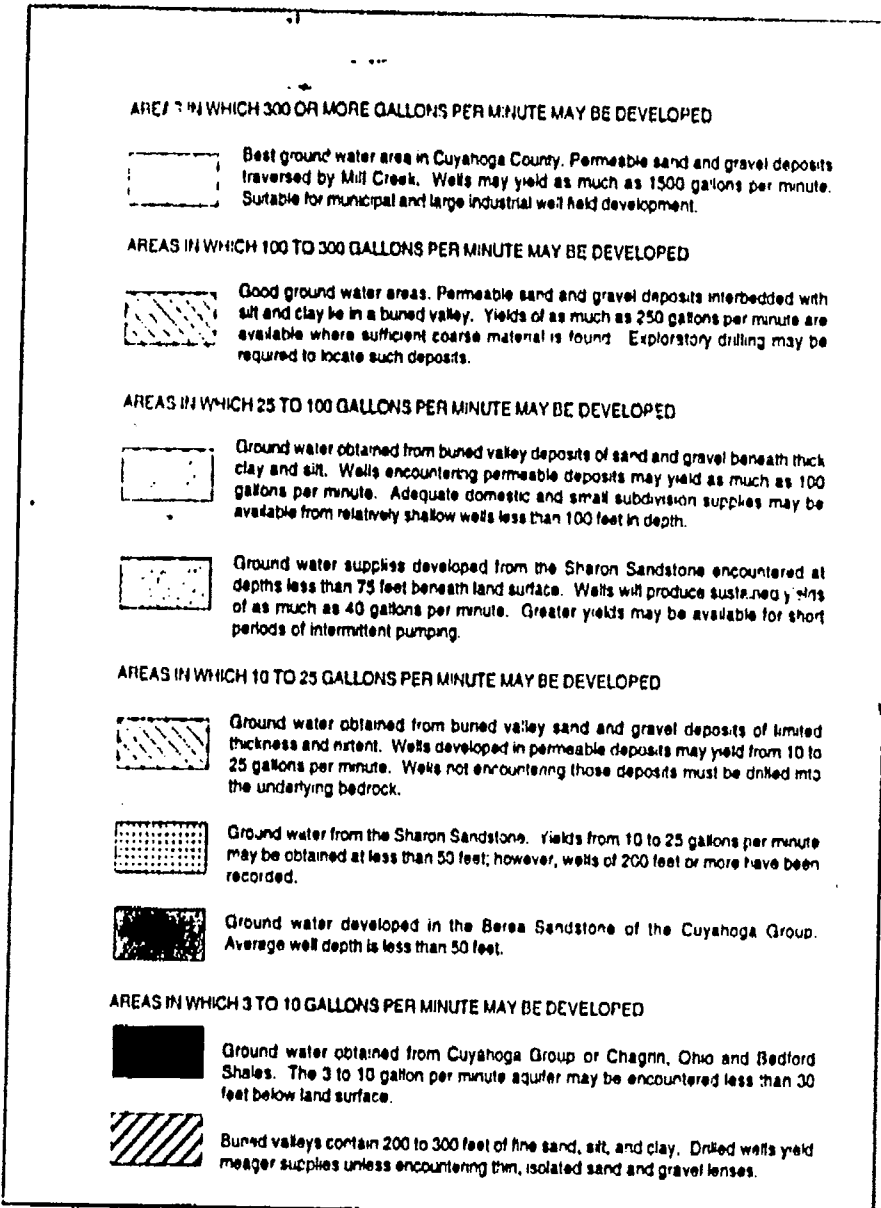 AREAS IN WHICH 300 OR MORE GALLONS PER MINUTE MAY BE DEVELOPED
Best ground water area in Cuyahoga County. Permeable sand and gravel deposits
traversed by Mill Creek. Wells may yield as much as 1500 gallons per minute.
Suitable for municipal and large industrial well field development.
AREAS IN WHICH 100 TO 300 GALLONS PER MINUTE MAY BE DEVELOPED
Good ground water areas. Permeable sand and gravel deposits interbedded with
silt and clay lie in a buried valley. Yields of as much as 250 gallons per minute are
available where sufficient coarse material is found. Exploratory drilling may be
required to locate such deposits.
AREAS IN WHICH 25 TO 100 GALLONS PER MINUTE MAY BE DEVELOPED
Ground water obtained from buried valley deposits of sand and gravel beneath thick
clay and silt. Wells encountering permeable deposits may yield as much as 100
gallons per minute. Adequate domestic and small subdivision supplies may be
available from relatively shallow wells less than 100 feet in depth.
Ground water supplies developed from the Sharon Sandstone encountered at
depths less than 75 feet beneath land surface. Wells will produce sustained yields
of as much as 40 gallons per minute. Greater yields may be available for short
periods of intermittent pumping.
AREAS IN WHICH 10 TO 25 GALLONS PER MINUTE MAY BE DEVELOPED
Ground water obtained from buried valley sand and gravel deposits of limited
thickness and extent. Wells developed in permeable deposits may yield from 10 to
25 gallons per minute. Wells not encountering those deposits must be drilled into
the underlying bedrock.
Ground water from the Sharon Sandstone. Yields from 10 to 25 gallons per minute
may be obtained at less than 50 feet; however, wells of 200 feet or more have been
recorded.
Ground water developed in the Berea Sandstone of the Cuyahoga Group.
Average well depth is less than 50 feet.
AREAS IN WHICH 3 TO 10 GALLONS PER MINUTE MAY BE DEVELOPED
Ground water obtained from Cuyahoga Group or Chagrin, Ohio and Bedford
Shales. The 3 to 10 gallon per minute aquifer may be encountered less than 30
feet below land surface.
Buried valleys contain 200 to 300 feet of fine sand, silt, and clay. Drilled wells yield
meager supplies unless encountering thin, isolated sand and gravel lenses.